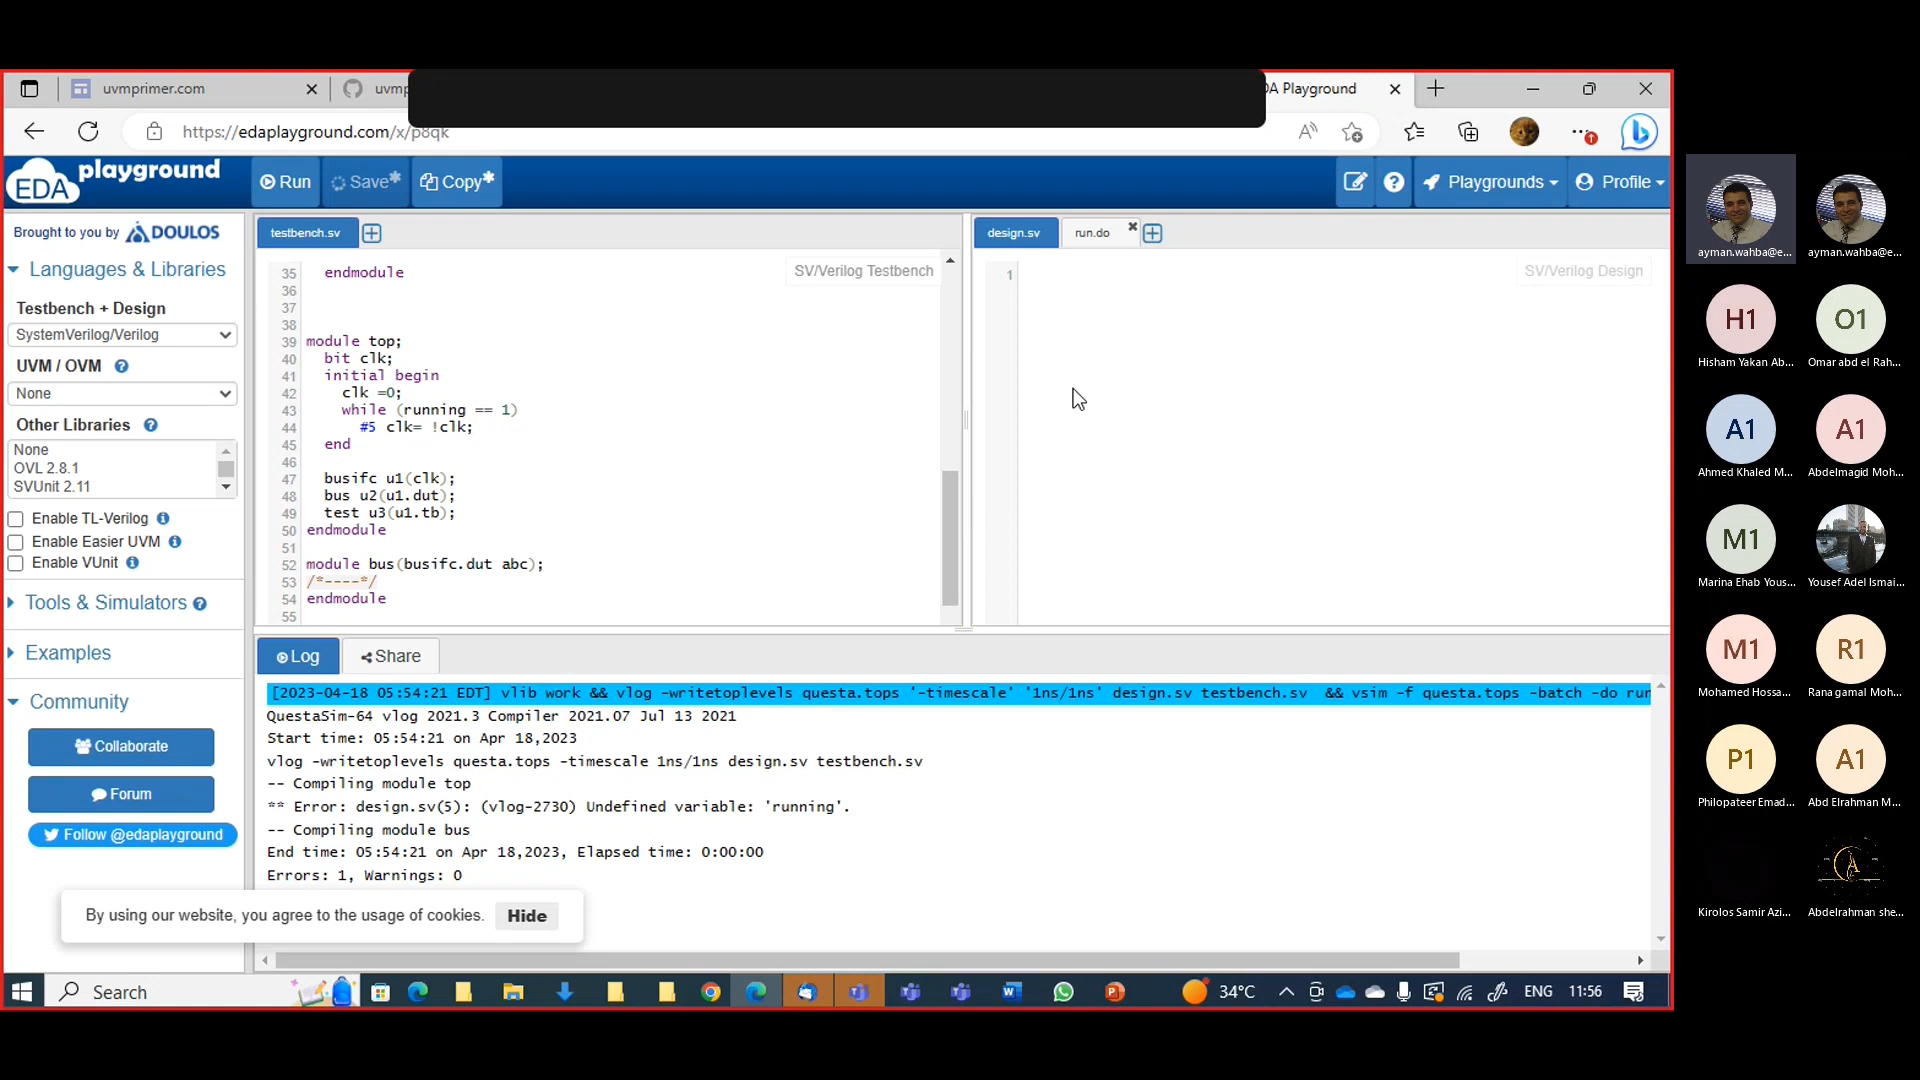 uvmprimer.com
uvmp
DA Playground
https://edaplayground.com/x/p8qk
EDA playground
Run
Save*
Copy*
Playgrounds
Profile
Brought to you by DOULOS
Languages & Libraries
Testbench + Design
SystemVerilog/Verilog
UVM / OVM
None
Other Libraries
None
OVL 2.8.1
SVUnit 2.11
Enable TL-Verilog
Enable Easier UVM
Enable VUnit
Tools & Simulators
Examples
Community
Collaborate
Forum
Follow @edaplayground
testbench.sv
SV/Verilog Testbench
35 endmodule
36
37
38
39 module top;
40 bit clk;
41 initial begin
42 clk =0;
43 while (running == 1)
44 #5 clk= !clk;
45 end
46
47 busifc u1(clk);
48 bus u2(u1.dut);
49 test u3(u1.tb);
50 endmodule
51
52 module bus(busifc.dut abc);
53 /*----*/
54 endmodule
55
design.sv
run.do
SV/Verilog Design
1
Log
Share
[2023-04-18 05:54:21 EDT] vlib work && vlog -writetoplevels questa.tops '-timescale' '1ns/1ns' design.sv testbench.sv && vsim -f questa.tops -batch -do run
QuestaSim-64 vlog 2021.3 Compiler 2021.07 Jul 13 2021
Start time: 05:54:21 on Apr 18,2023
vlog -writetoplevels questa.tops -timescale 1ns/1ns design.sv testbench.sv
-- Compiling module top
** Error: design.sv(5): (vlog-2730) Undefined variable: 'running'.
-- Compiling module bus
End time: 05:54:21 on Apr 18,2023, Elapsed time: 0:00:00
Errors: 1, Warnings: 0
By using our website, you agree to the usage of cookies.
Hide
Search
34°C
ENG
11:56
ayman.wahba@e...
ayman.wahba@e...
H1
Hisham Yakan Ab...
O1
Omar abd el Rah...
A1
Ahmed Khaled M...
A1
Abdelmagid Moh...
M1
Marina Ehab Yous...
Yousef Adel Ismai...
M1
Mohamed Hossa...
R1
Rana gamal Moh...
P1
Philopateer Emad...
A1
Abd Elrahman M...
Kirolos Samir Azi...
Abdelrahman she...